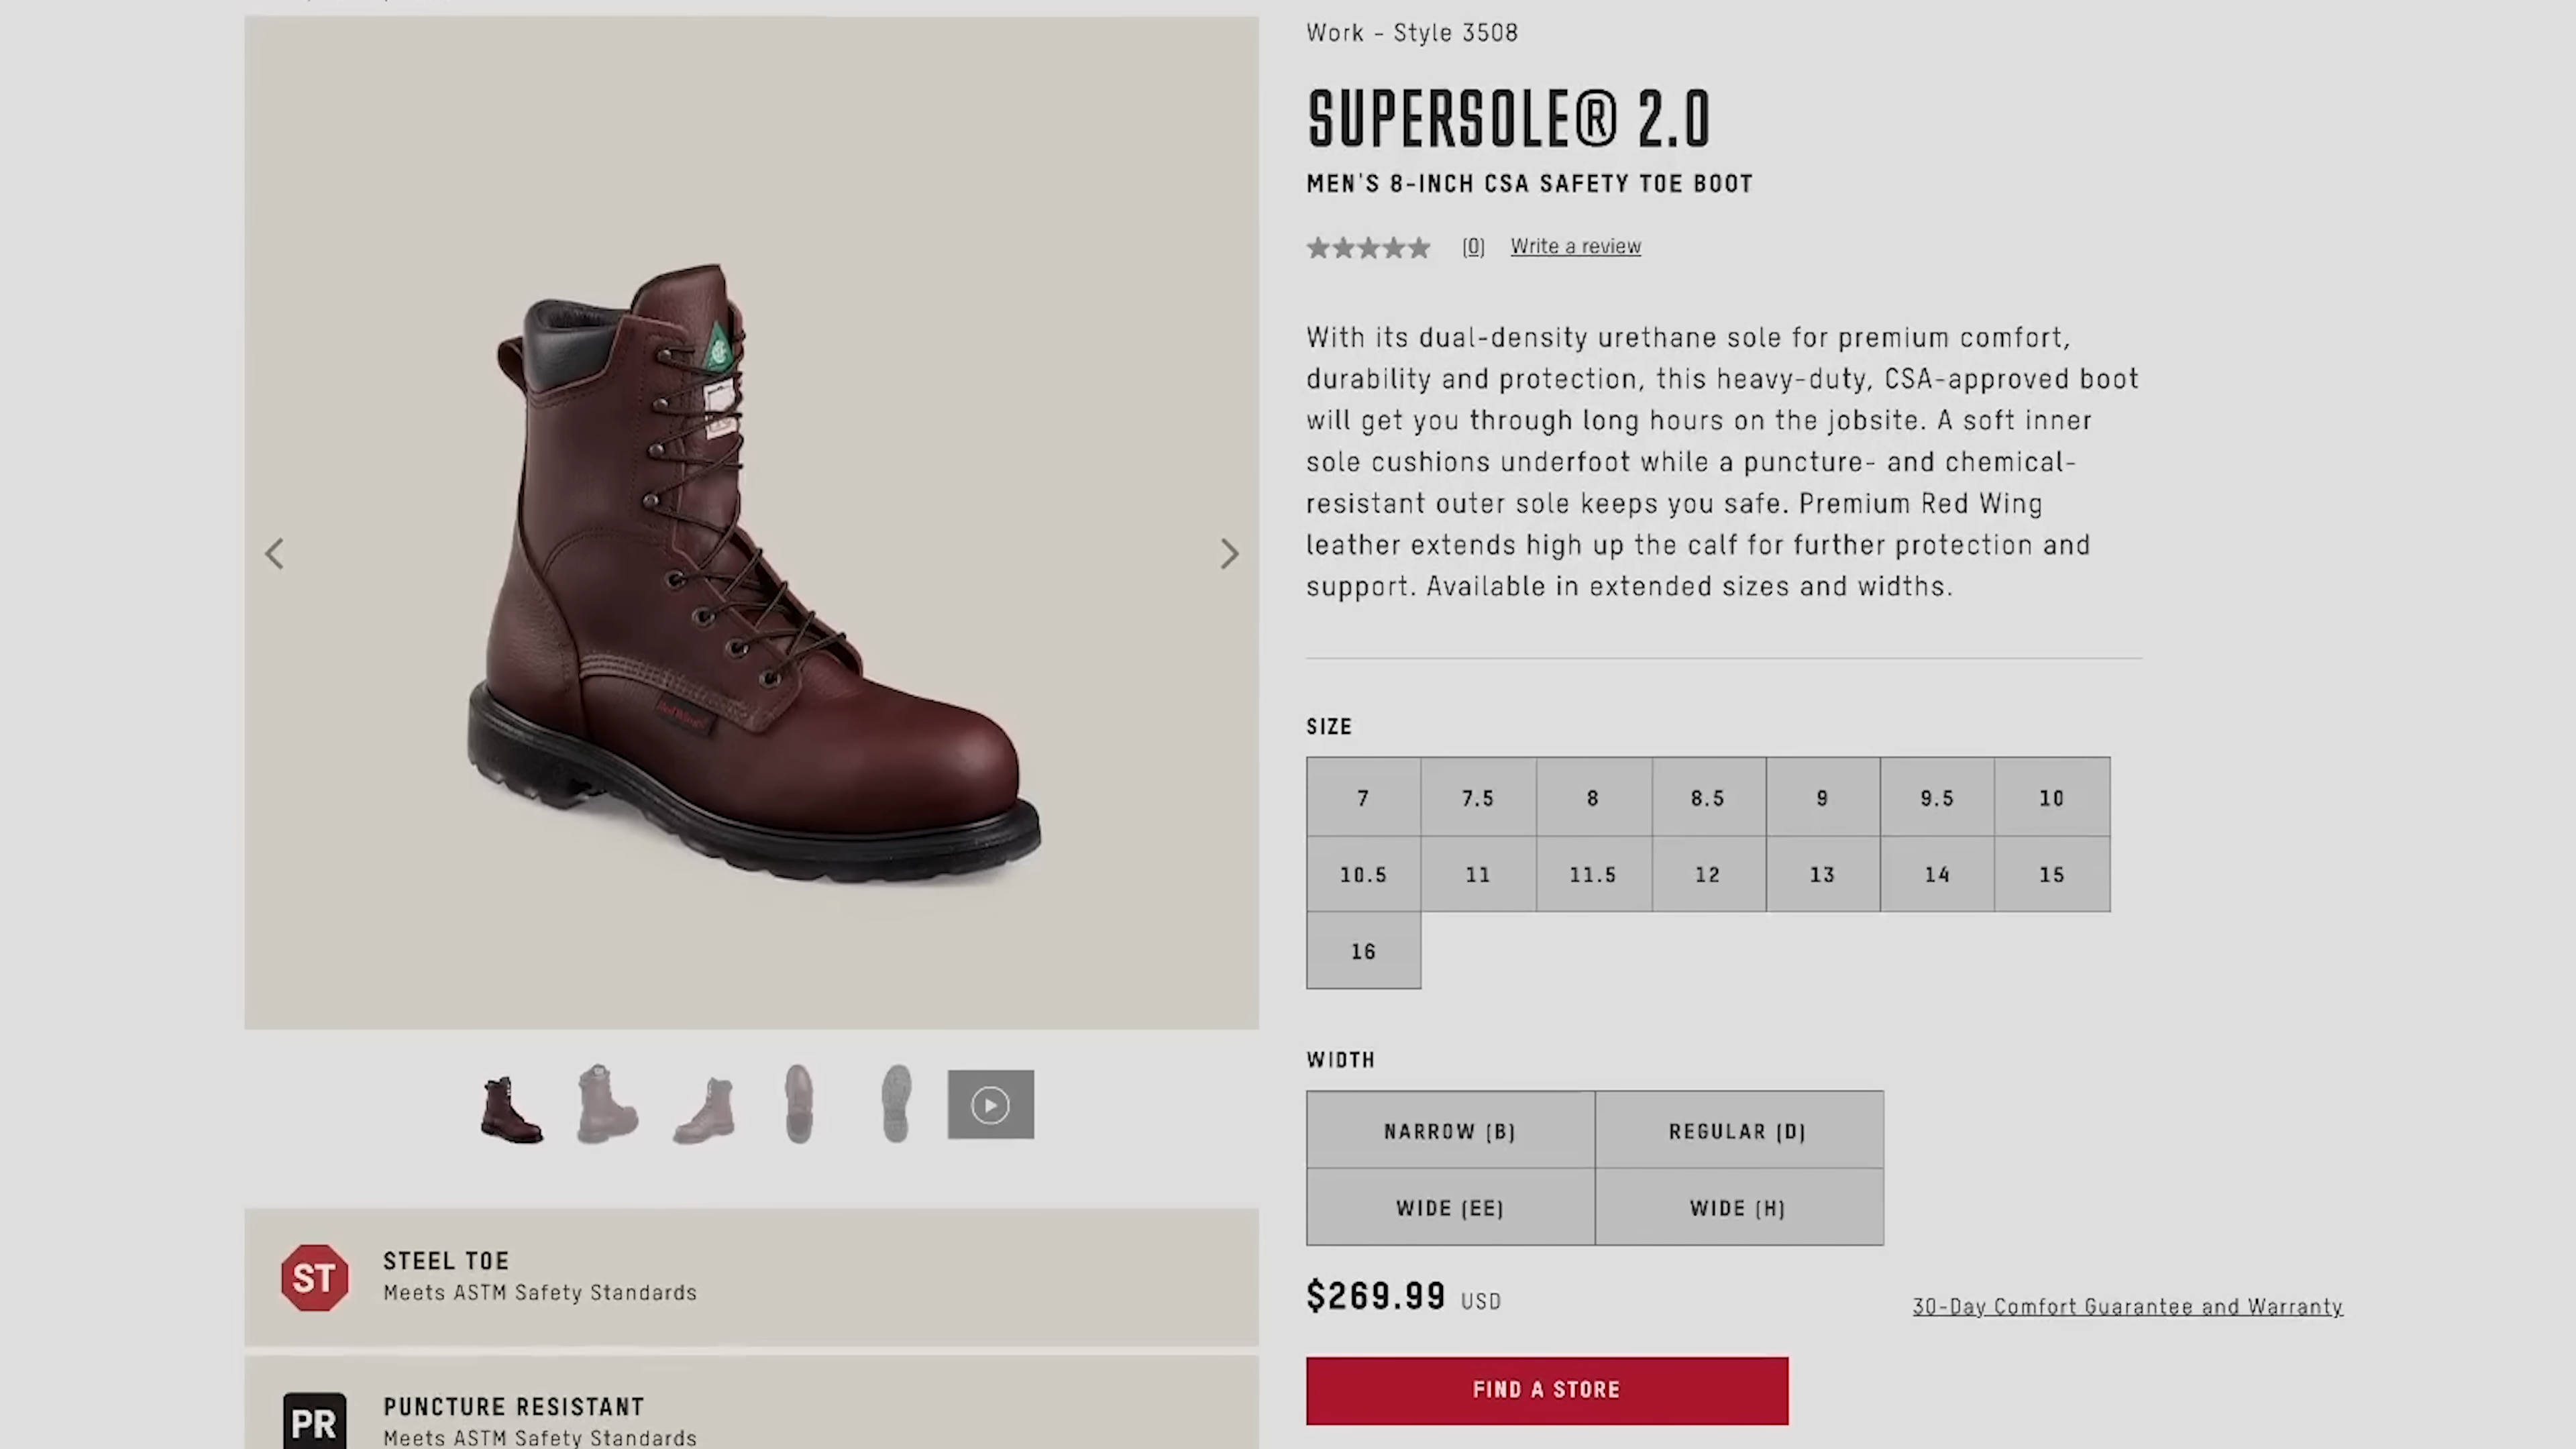 Work - Style 3508
SUPERSOLE® 2.0
MEN'S 8-INCH CSA SAFETY TOE BOOT
(0) Write a review
With its dual-density urethane sole for premium comfort,
durability and protection, this heavy-duty, CSA-approved boot
will get you through long hours on the jobsite. A soft inner
sole cushions underfoot while a puncture- and chemical-
resistant outer sole keeps you safe. Premium Red Wing
leather extends high up the calf for further protection and
support. Available in extended sizes and widths.
SIZE
7 7.5 8 8.5 9 9.5 10
10.5 11 11.5 12 13 14 15
16
WIDTH
NARROW (B) REGULAR (D)
WIDE (EE) WIDE (H)
$269.99 USD
30-Day Comfort Guarantee and Warranty
FIND A STORE
Red Wing
ST
STEEL TOE
Meets ASTM Safety Standards
PR
PUNCTURE RESISTANT
Meets ASTM Safety Standards